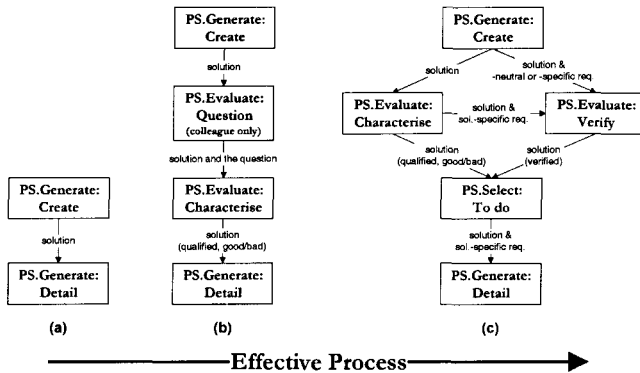 PS.Generate:
Create
solution
PS.Generate:
Detail
(a)
PS.Generate:
Create
solution
PS.Evaluate:
Question
(colleague only)
solution and the question
PS.Evaluate:
Characterise
solution
(qualified, good/bad)
PS.Generate:
Detail
(b)
PS.Generate:
Create
solution
solution &
-neutral or -specific req.
PS.Evaluate:
Characterise
solution &
sol.-specific req.
PS.Evaluate:
Verify
solution
(qualified, good/bad)
solution
(verified)
PS.Select:
To do
solution &
sol.-specific req.
PS.Generate:
Detail
(c)
Effective Process